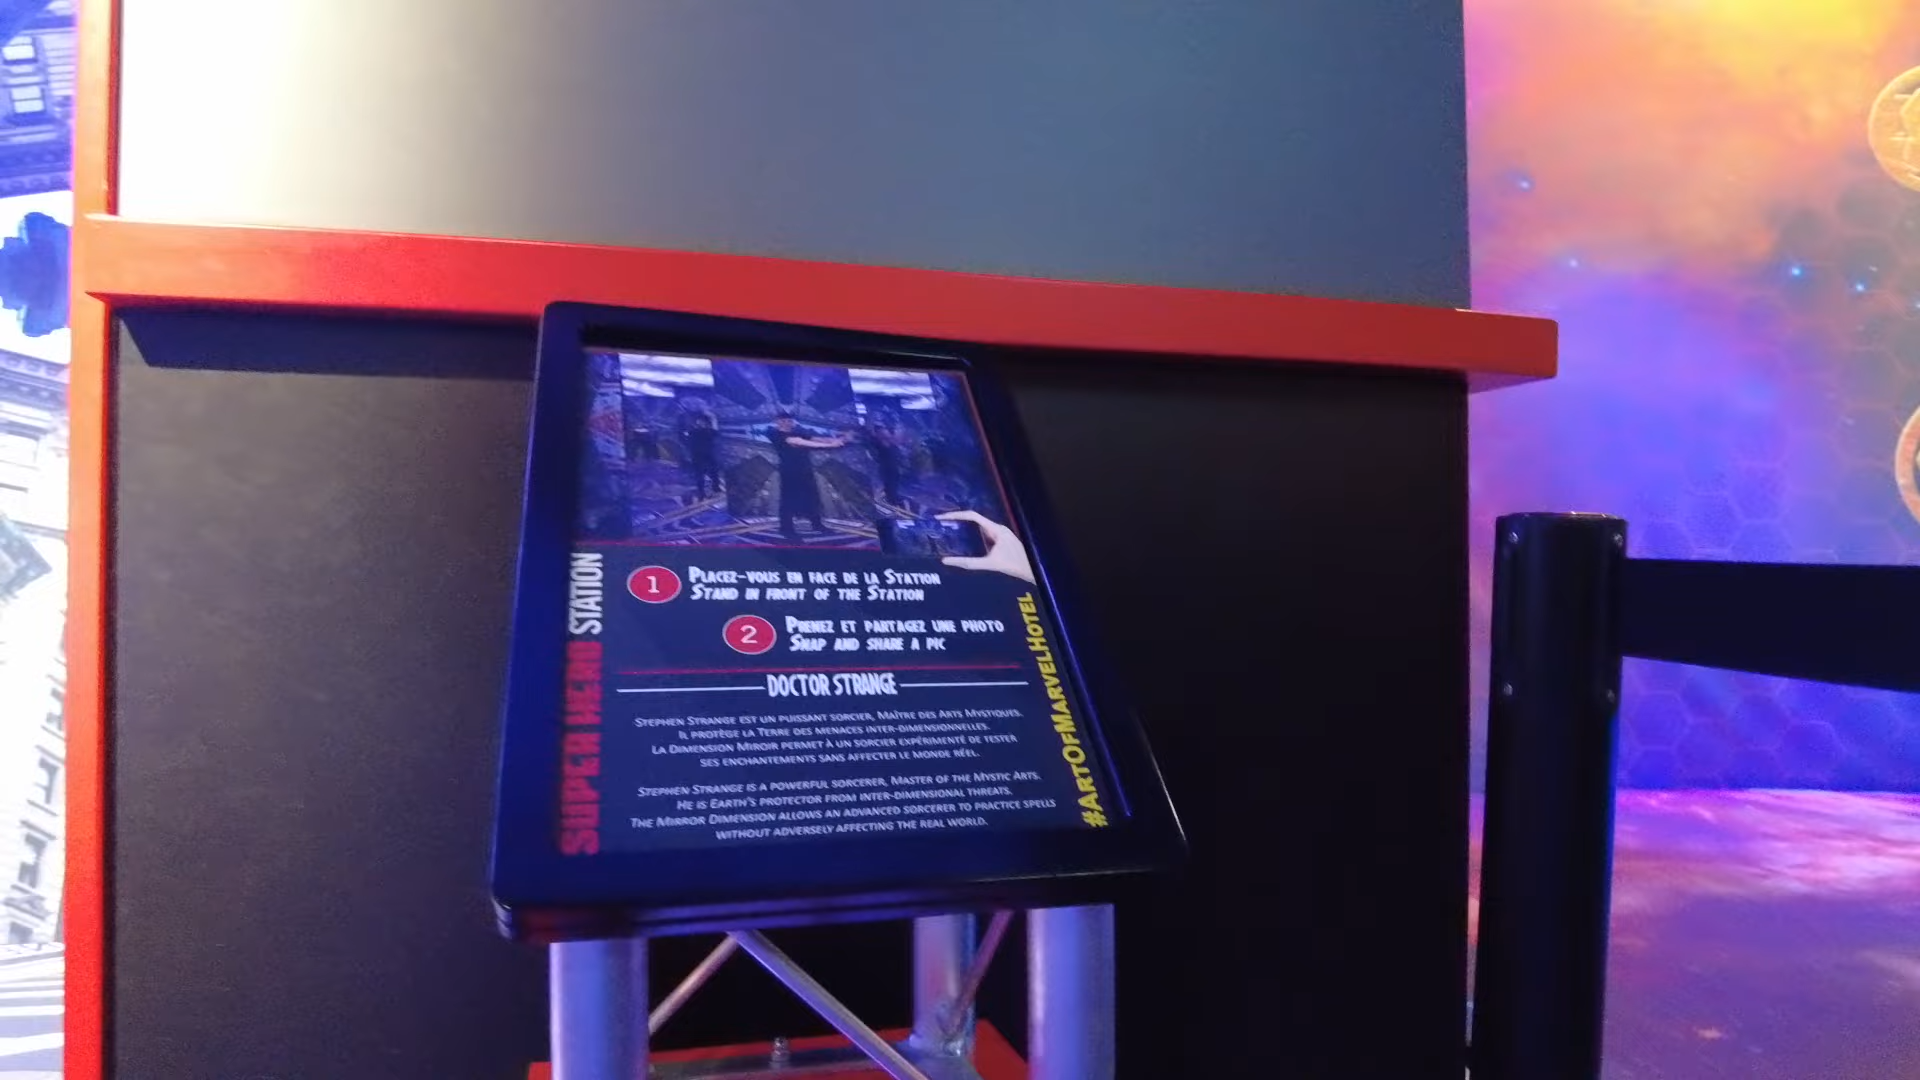 SUPER HERO STATION
1 PLACEZ-VOUS EN FACE DE LA STATION
STAND IN FRONT OF THE STATION
2 PRENEZ ET PARTAGEZ UNE PHOTO
SNAP AND SHARE A PIC
#ARTOFMARVELHOTEL
DOCTOR STRANGE
STEPHEN STRANGE EST UN PUISSANT SORCIER, MAÎTRE DES ARTS MYSTIQUES.
IL PROTÈGE LA TERRE DES MENACES INTER-DIMENSIONNELLES.
LA DIMENSION MIROIR PERMET À UN SORCIER EXPÉRIMENTÉ DE TESTER
SES ENCHANTEMENTS SANS AFFECTER LE MONDE RÉEL.
STEPHEN STRANGE IS A POWERFUL SORCERER, MASTER OF THE MYSTIC ARTS.
HE IS EARTH'S PROTECTOR FROM INTER-DIMENSIONAL THREATS.
THE MIRROR DIMENSION ALLOWS AN ADVANCED SORCERER TO PRACTICE SPELLS
WITHOUT ADVERSELY AFFECTING THE REAL WORLD.